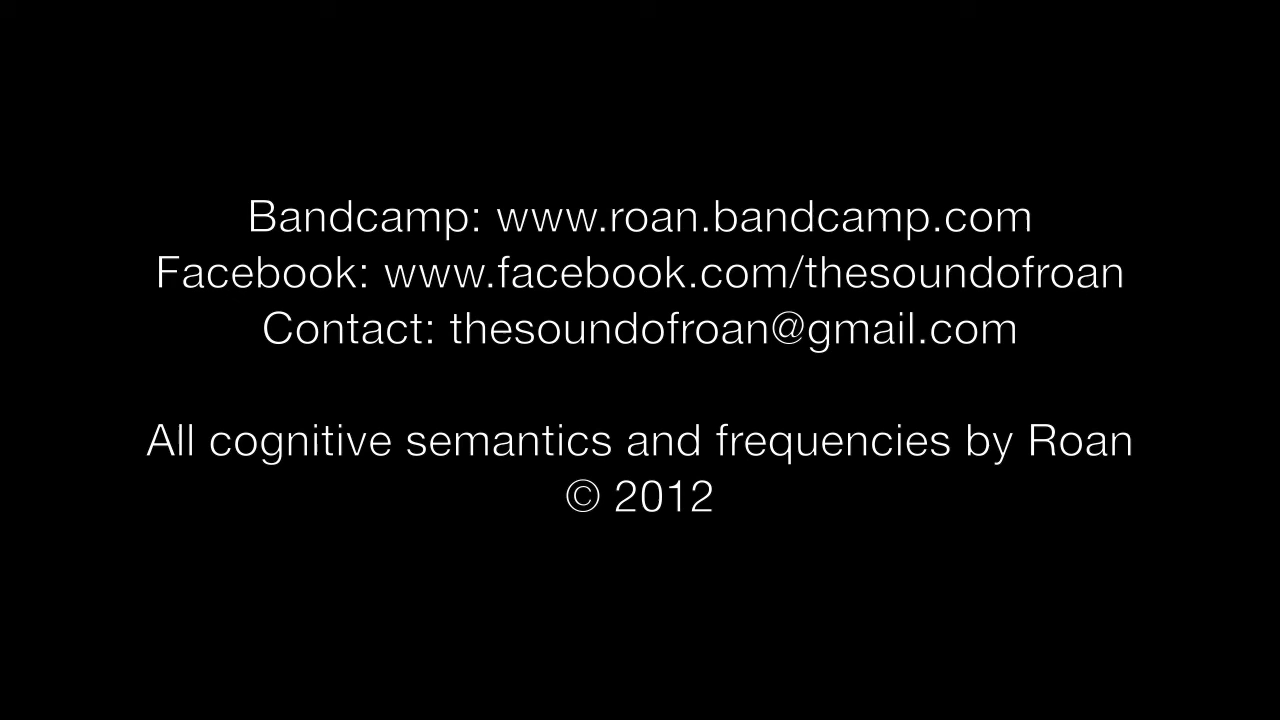 Bandcamp: www.roan.bandcamp.com
Facebook: www.facebook.com/thesoundofroan
Contact: thesoundofroan@gmail.com
All cognitive semantics and frequencies by Roan
© 2012